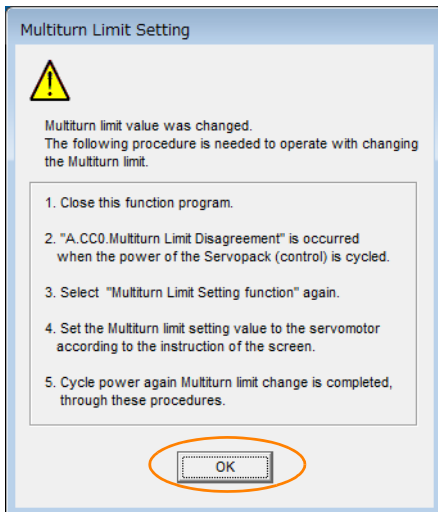 Multiturn Limit Setting
Multiturn limit value was changed.
The following procedure is needed to operate with changing
the Multiturn limit.
1. Close this function program.
2. "A.CC0.Multiturn Limit Disagreement" is occurred
when the power of the Servopack (control) is cycled.
3. Select "Multiturn Limit Setting function" again.
4. Set the Multiturn limit setting value to the servomotor
according to the instruction of the screen.
5. Cycle power again Multiturn limit change is completed,
through these procedures.
OK